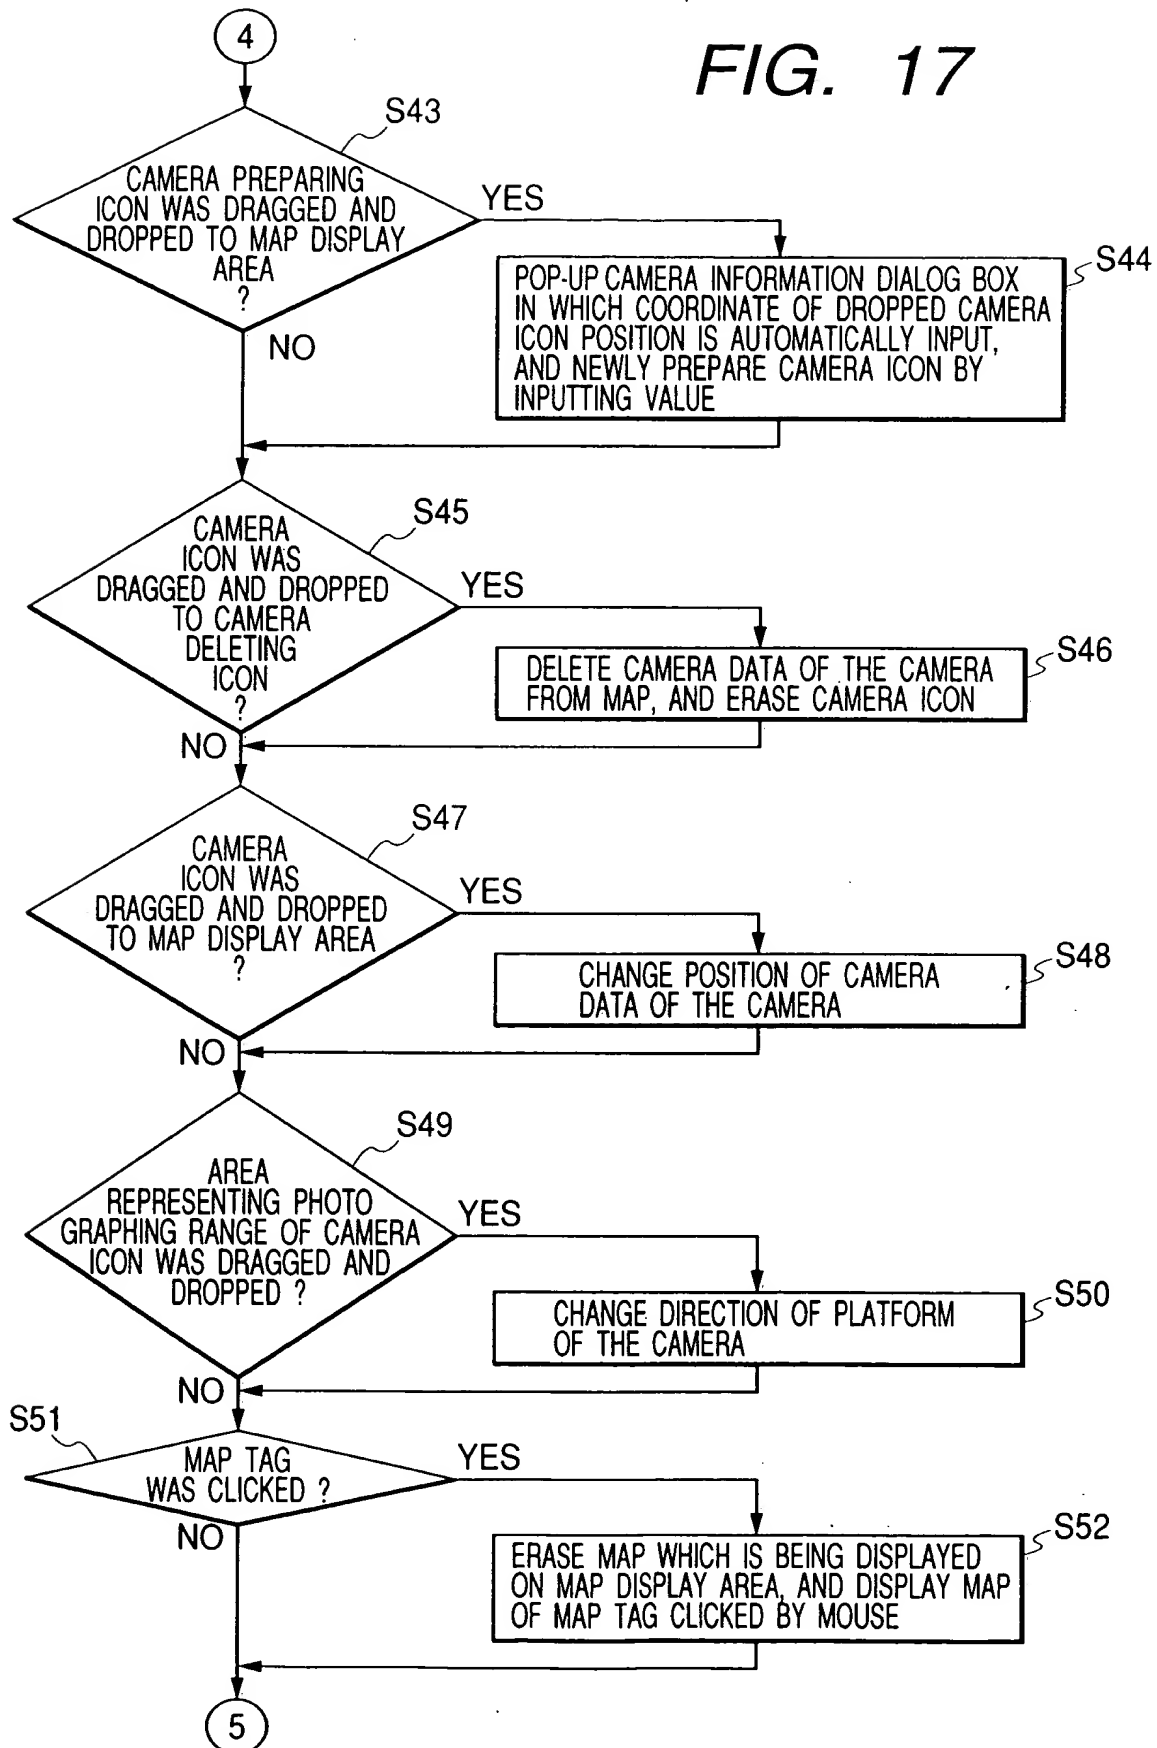 4
FIG. 17
S43
CAMERA PREPARING
ICON WAS DRAGGED AND
DROPPED TO MAP DISPLAY
AREA
?
YES
NO
S44
POP-UP CAMERA INFORMATION DIALOG BOX
IN WHICH COORDINATE OF DROPPED CAMERA
ICON POSITION IS AUTOMATICALLY INPUT,
AND NEWLY PREPARE CAMERA ICON BY
INPUTTING VALUE
S45
CAMERA
ICON WAS
DRAGGED AND DROPPED
TO CAMERA
DELETING
ICON
?
YES
NO
S46
DELETE CAMERA DATA OF THE CAMERA
FROM MAP, AND ERASE CAMERA ICON
S47
CAMERA
ICON WAS
DRAGGED AND DROPPED
TO MAP DISPLAY AREA
?
YES
NO
S48
CHANGE POSITION OF CAMERA
DATA OF THE CAMERA
S49
AREA
REPRESENTING PHOTO
GRAPHING RANGE OF CAMERA
ICON WAS DRAGGED AND
DROPPED ?
YES
NO
S50
CHANGE DIRECTION OF PLATFORM
OF THE CAMERA
S51
MAP TAG
WAS CLICKED ?
YES
NO
S52
ERASE MAP WHICH IS BEING DISPLAYED
ON MAP DISPLAY AREA, AND DISPLAY MAP
OF MAP TAG CLICKED BY MOUSE
5